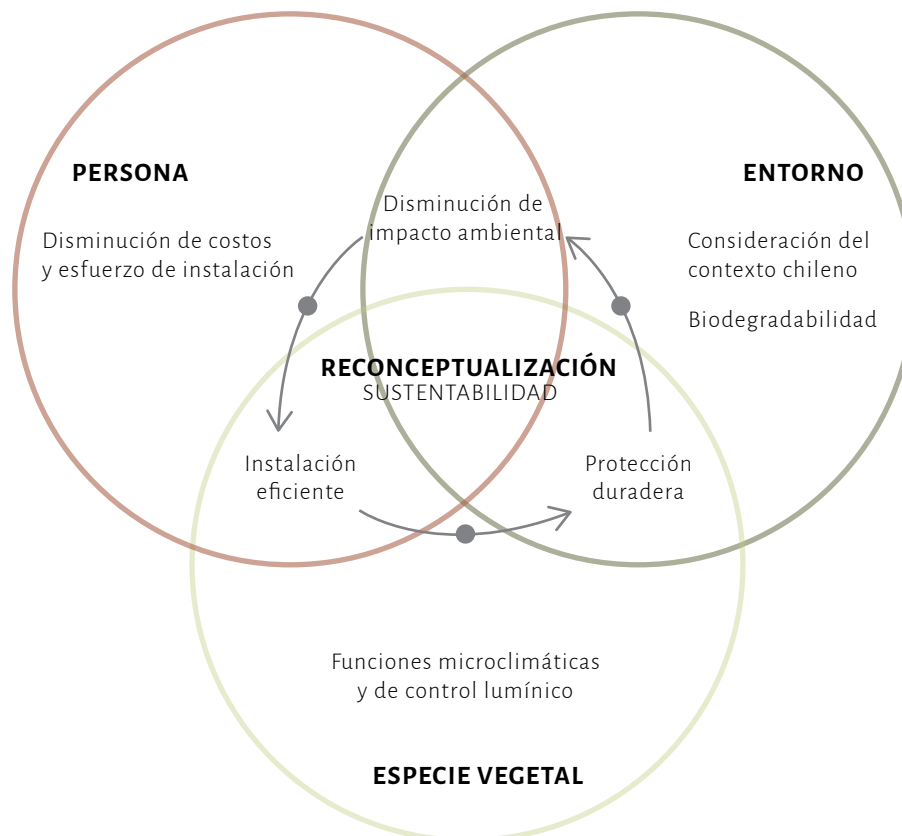 PERSONA
Disminución de costos
y esfuerzo de instalación
Disminución de
impacto ambiental
ENTORNO
Consideración del
contexto chileno
Biodegradabilidad
RECONCEPTUALIZACIÓN
SUSTENTABILIDAD
Instalación
eficiente
Protección
duradera
Funciones microclimáticas
y de control lumínico
ESPECIE VEGETAL